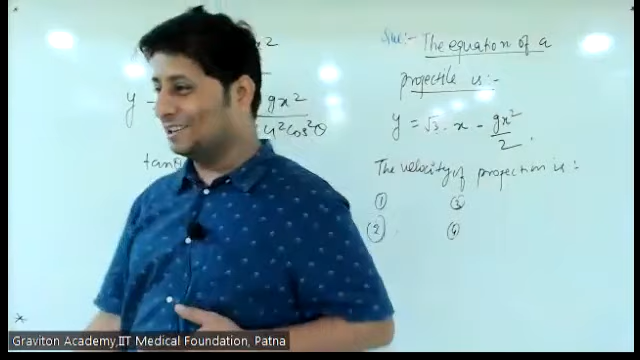 The equation of a
projectile is :-
y = √3 · x - gx²/2 .
The velocity of projection is :-
① ③
② ④
y - gx²
u²cos²θ
tanθ
*
Graviton Academy,IIT Medical Foundation, Patna